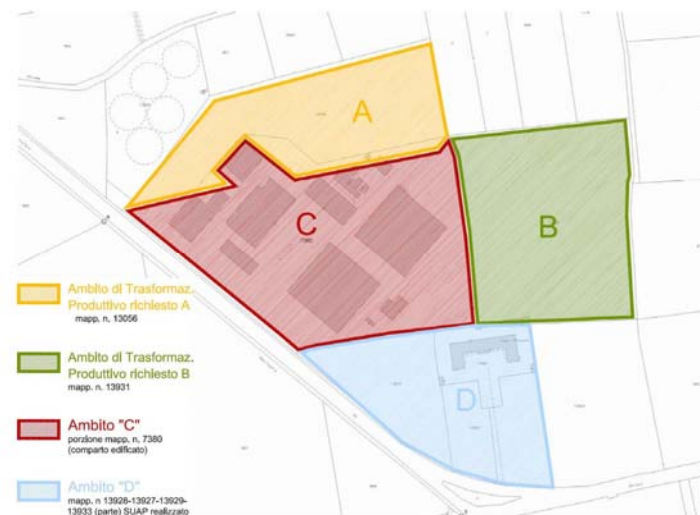 A
C
B
D
Ambito di Trasformaz.
Produttivo richiesto A
mapp. n. 13056
Ambito di Trasformaz.
Produttivo richiesto B
mapp. n. 13931
Ambito "C"
porzione mapp. n. 7380
(comparto edificato)
Ambito "D"
mapp. n 13928-13927-13929-
13933 (parte) SUAP realizzato